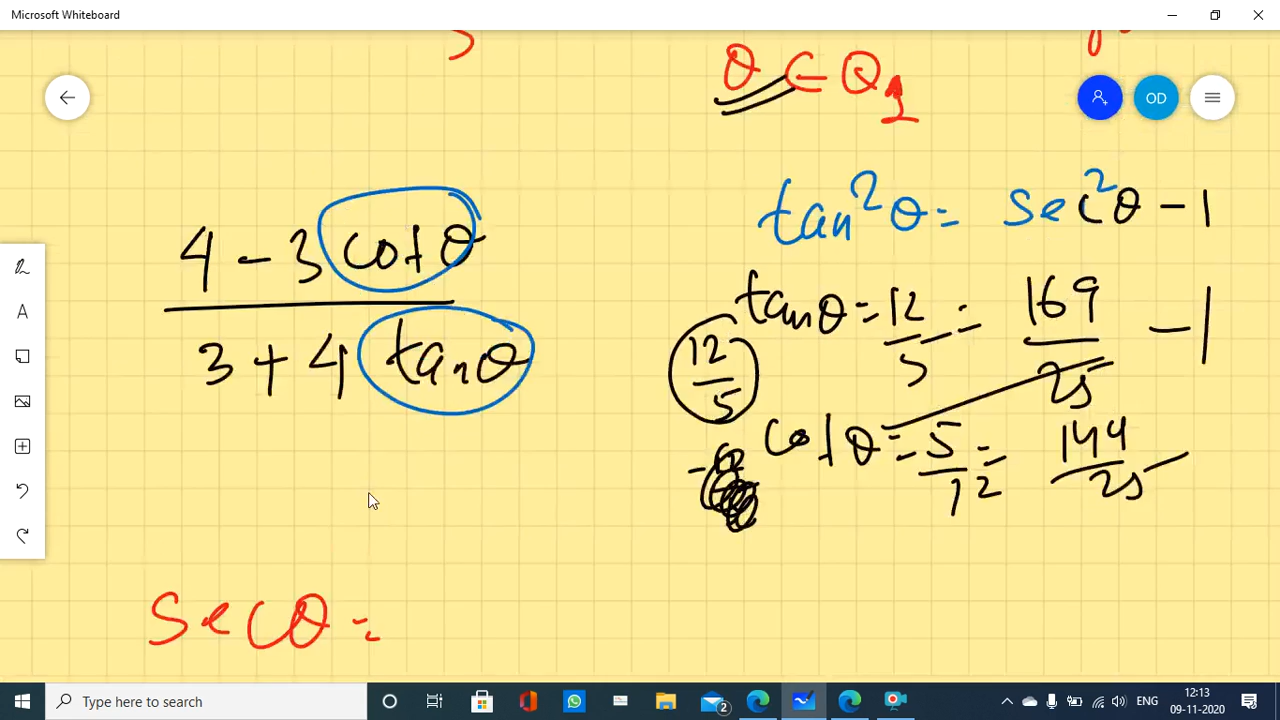 Microsoft Whiteboard
θ ∈ Q1
OD
tan²θ = sec²θ - 1
4 - 3 cotθ
3 + 4 tanθ
tanθ = 12/5 = 169/25 - 1
12/5
cotθ = 5/12 = 144/25
secθ =
Type here to search
2
ENG
12:13
09-11-2020